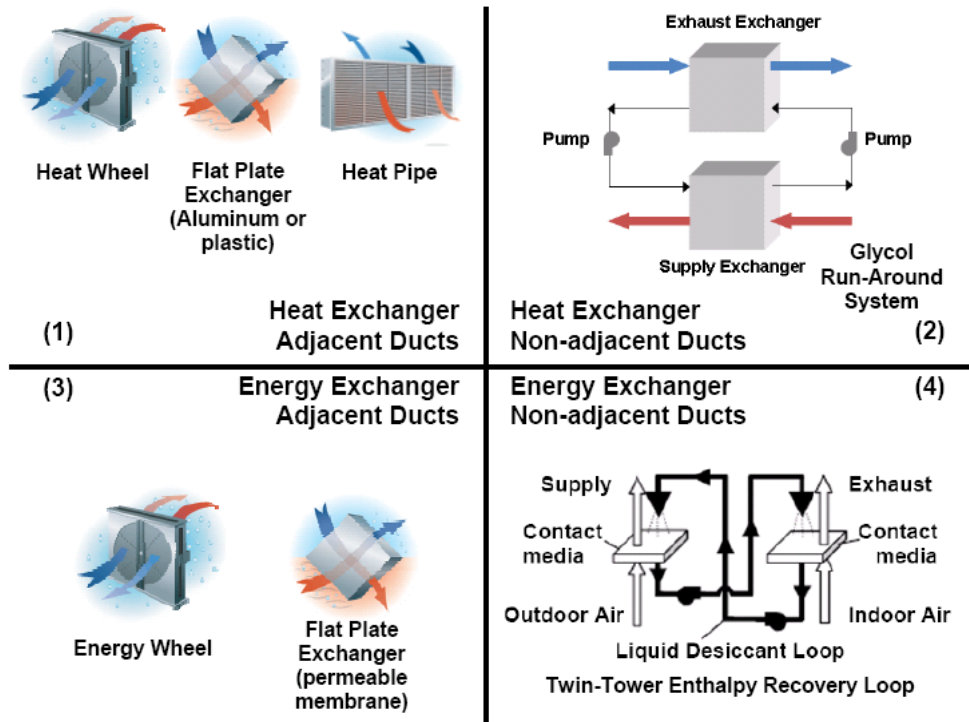 Heat Wheel
Flat Plate
Exchanger
(Aluminum or
plastic)
Heat Pipe
(1)
Heat Exchanger
Adjacent Ducts
Exhaust Exchanger
Pump
Pump
Supply Exchanger
Glycol
Run-Around
System
Heat Exchanger
Non-adjacent Ducts
(2)
(3)
Energy Exchanger
Adjacent Ducts
Energy Wheel
Flat Plate
Exchanger
(permeable
membrane)
Energy Exchanger
Non-adjacent Ducts
(4)
Supply
Exhaust
Contact
media
Contact
media
Outdoor Air
Indoor Air
Liquid Desiccant Loop
Twin-Tower Enthalpy Recovery Loop